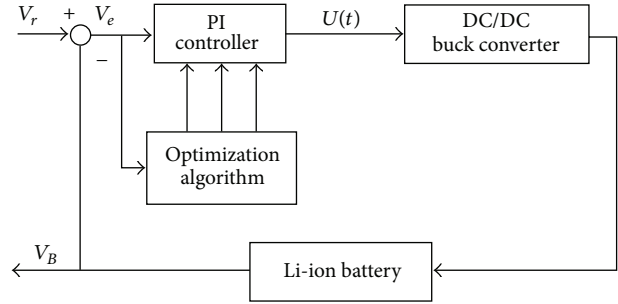 V_r
+
V_e
−
PI
controller
U(t)
DC/DC
buck converter
Optimization
algorithm
V_B
Li-ion battery